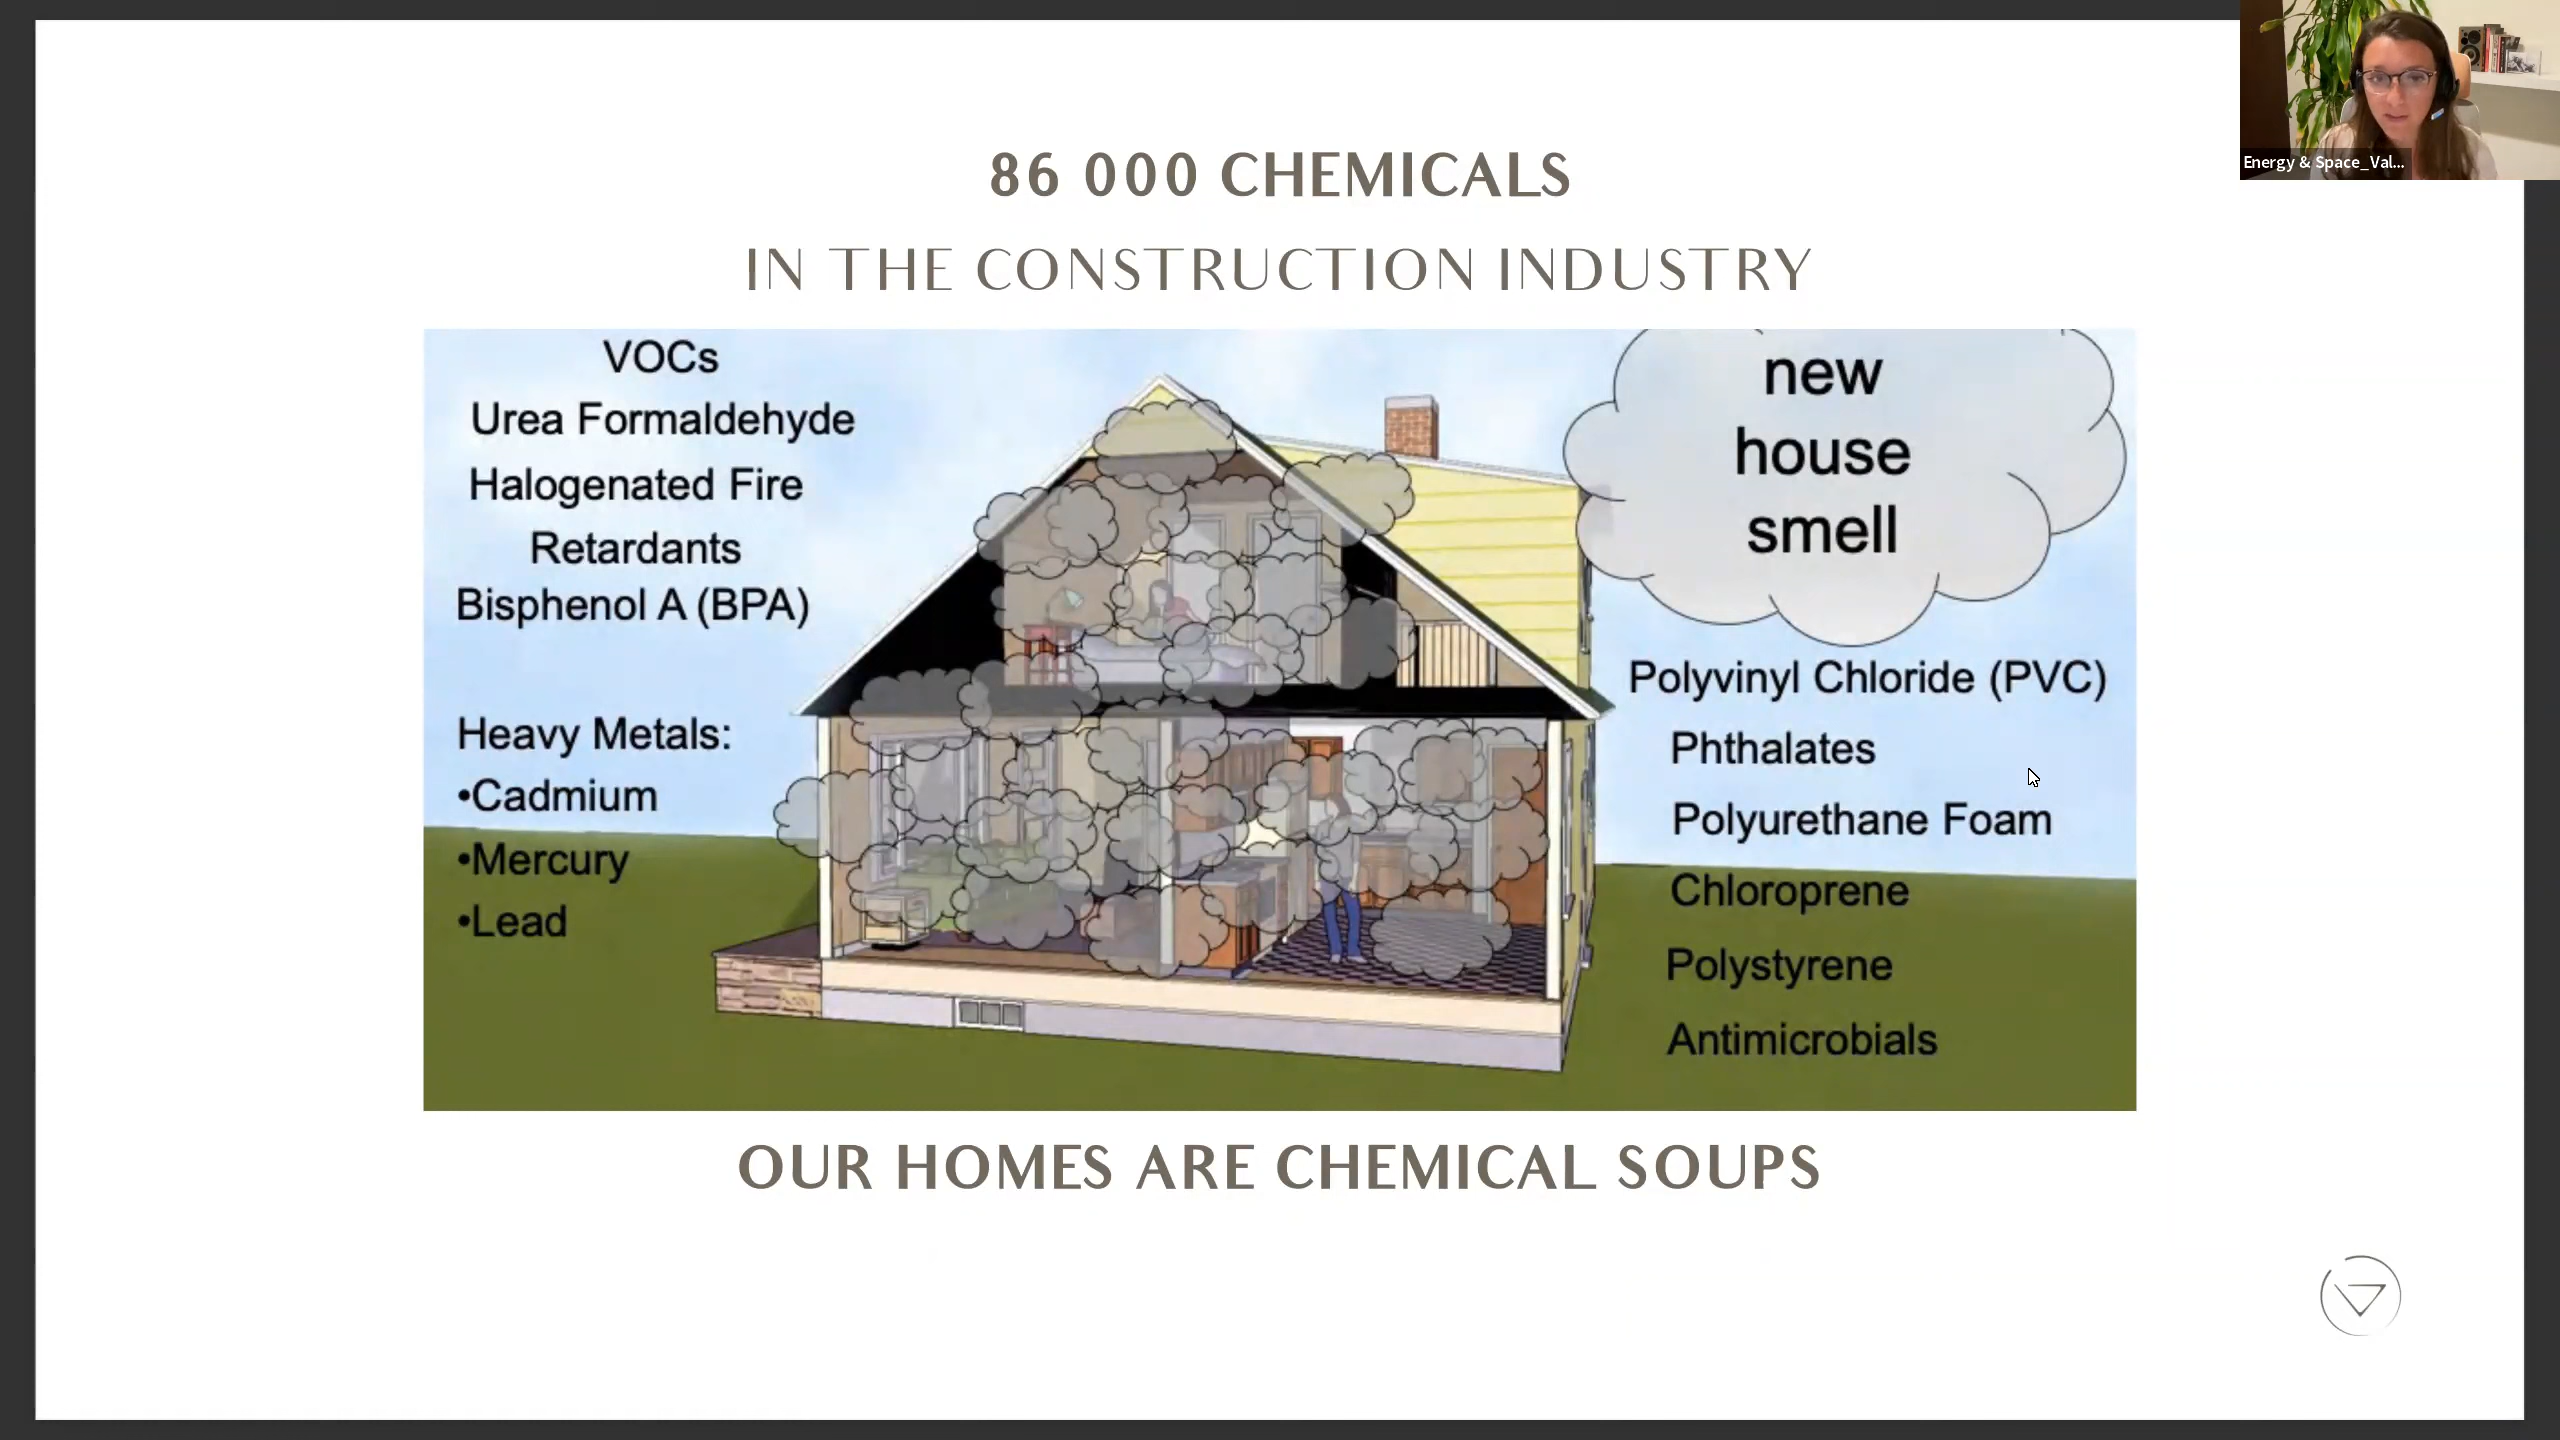 86 000 CHEMICALS
IN THE CONSTRUCTION INDUSTRY
VOCs
Urea Formaldehyde
Halogenated Fire
Retardants
Bisphenol A (BPA)
Heavy Metals:
•Cadmium
•Mercury
•Lead
new
house
smell
Polyvinyl Chloride (PVC)
Phthalates
Polyurethane Foam
Chloroprene
Polystyrene
Antimicrobials
OUR HOMES ARE CHEMICAL SOUPS
Energy & Space_Val...